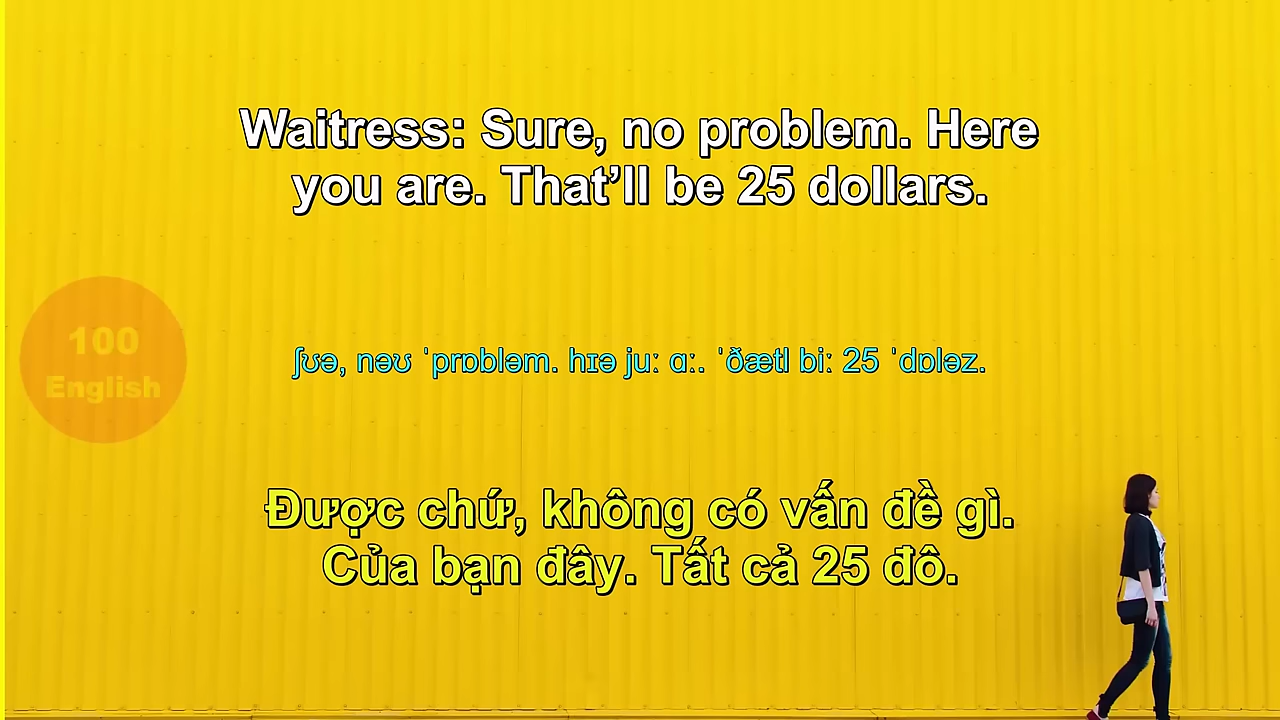 Waitress: Sure, no problem. Here
you are. That’ll be 25 dollars.
100
English
ʃʊə, nəʊ ˈprɒbləm. hɪə juː ɑː. ˈðætl biː 25 ˈdɒləz.
Được chứ, không có vấn đề gì.
Của bạn đây. Tất cả 25 đô.